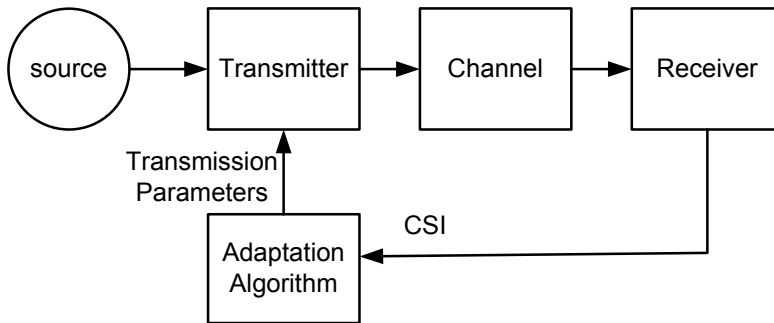 source
Transmitter
Channel
Receiver
Transmission
Parameters
CSI
Adaptation
Algorithm